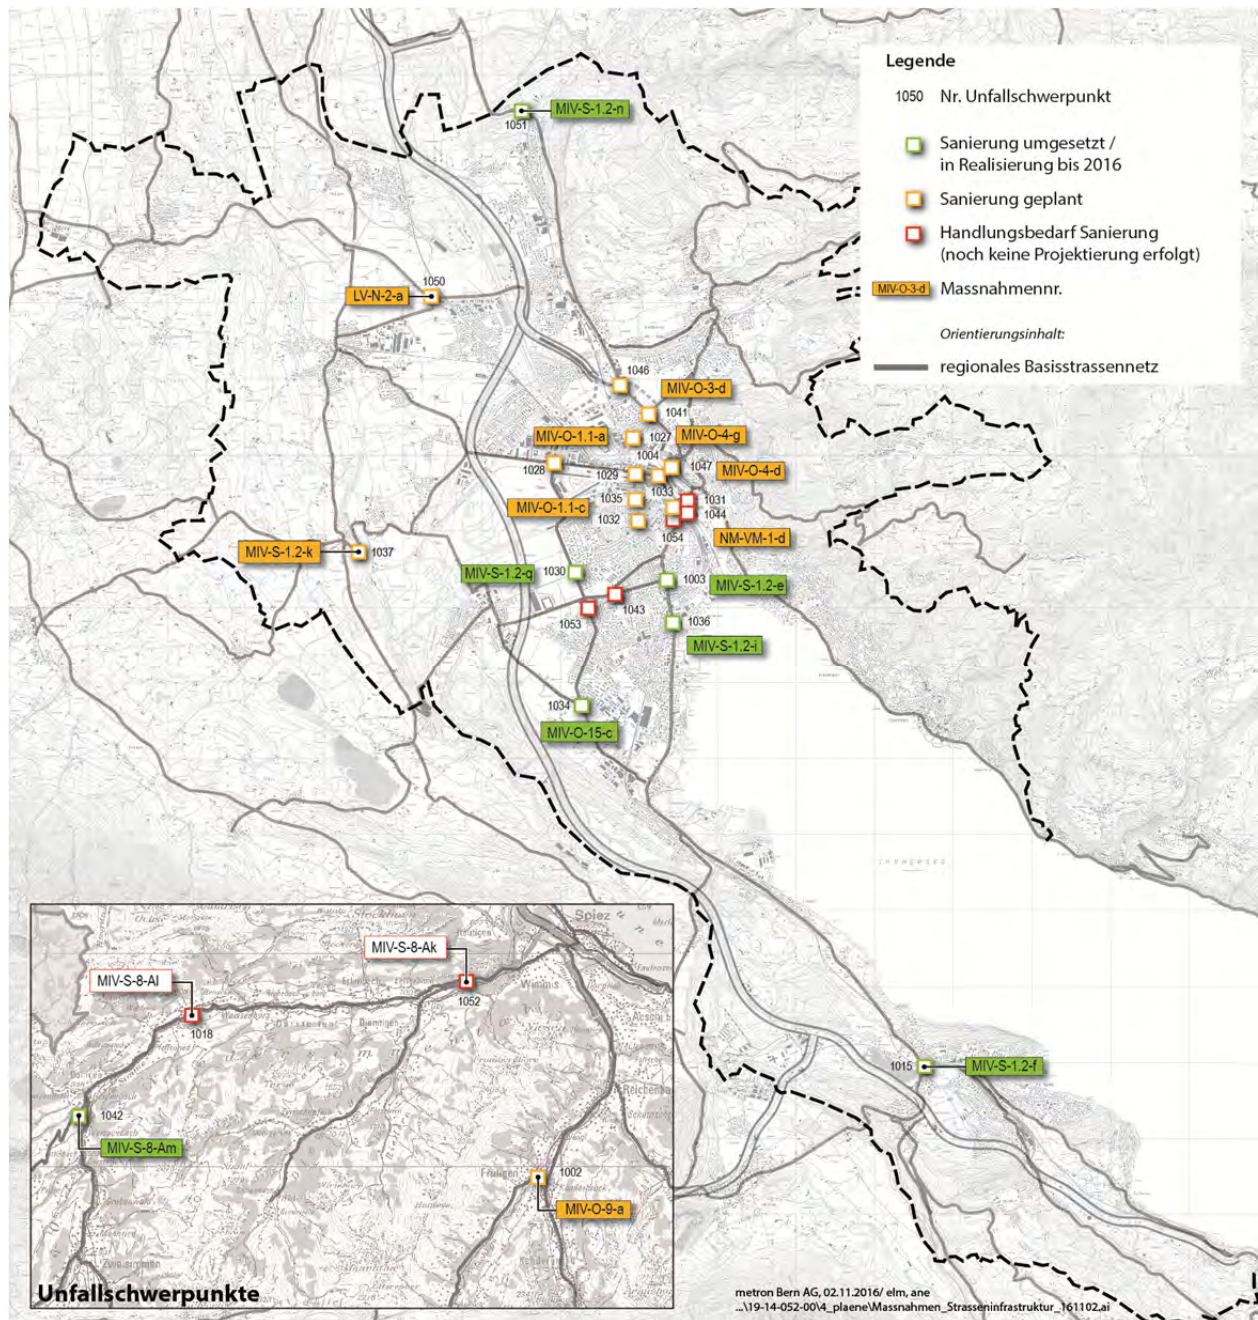 Legende
1050 Nr. Unfallschwerpunkt
Sanierung umgesetzt /
in Realisierung bis 2016
Sanierung geplant
Handlungsbedarf Sanierung
(noch keine Projektierung erfolgt)
MIV-O-3-d Massnahmennr.
Orientierungsinhalt:
regionales Basisstrassennetz
MIV-S-1.2-n
1051
1050
LV-N-2-a
1046
MIV-O-3-d
1041
MIV-O-1.1-a
1027
MIV-O-4-g
1004
1028
1029
1047
MIV-O-4-d
1033
1035
1031
MIV-O-1.1-c
1032
1044
1054
NM-VM-1-d
MIV-S-1.2-k
1037
MIV-S-1.2-q
1030
1003
MIV-S-1.2-e
1043
1053
1036
MIV-S-1.2-i
1034
MIV-O-15-c
THUNERSEE
Spiez
MIV-S-8-Ak
MIV-S-8-Al
1052
Wimmis
1018
1015
MIV-S-1.2-f
1042
MIV-S-8-Am
Frutigen
1002
MIV-O-9-a
Zweisimmen
Unfallschwerpunkte
metron Bern AG, 02.11.2016/ elm, ane
...\19-14-052-00\4_plaene\Massnahmen_Strasseninfrastruktur_161102.ai